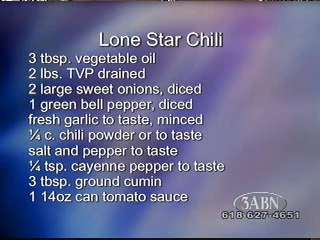 Lone Star Chili
3 tbsp. vegetable oil
2 lbs. TVP drained
2 large sweet onions, diced
1 green bell pepper, diced
fresh garlic to taste, minced
¼ c. chili powder or to taste
salt and pepper to taste
¼ tsp. cayenne pepper to taste
3 tbsp. ground cumin
1 14oz can tomato sauce
3ABN
618-627-4651